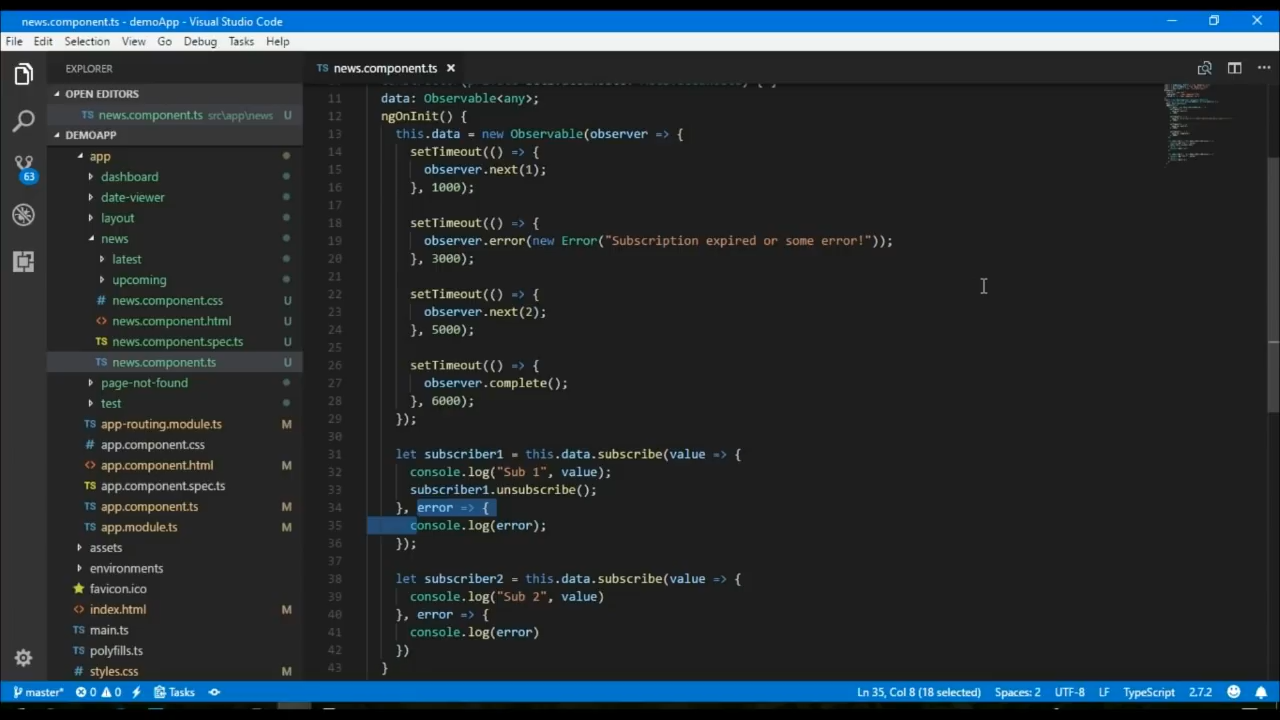 news.component.ts - demoApp - Visual Studio Code
File Edit Selection View Go Debug Tasks Help
EXPLORER
OPEN EDITORS
TS news.component.ts src\app\news U
DEMOAPP
app
dashboard
date-viewer
layout
news
latest
upcoming
# news.component.css U
<> news.component.html U
TS news.component.spec.ts U
TS news.component.ts U
page-not-found
test
TS app-routing.module.ts M
# app.component.css
<> app.component.html M
TS app.component.spec.ts
TS app.component.ts M
TS app.module.ts M
assets
environments
favicon.ico
<> index.html M
TS main.ts
TS polyfills.ts
# styles.css M
63
TS news.component.ts ×
11 data: Observable<any>;
12 ngOnInit() {
13 this.data = new Observable(observer => {
14 setTimeout(() => {
15 observer.next(1);
16 }, 1000);
17
18 setTimeout(() => {
19 observer.error(new Error("Subscription expired or some error!"));
20 }, 3000);
21
22 setTimeout(() => {
23 observer.next(2);
24 }, 5000);
25
26 setTimeout(() => {
27 observer.complete();
28 }, 6000);
29 });
30
31 let subscriber1 = this.data.subscribe(value => {
32 console.log("Sub 1", value);
33 subscriber1.unsubscribe();
34 }, error => {
35 console.log(error);
36 });
37
38 let subscriber2 = this.data.subscribe(value => {
39 console.log("Sub 2", value)
40 }, error => {
41 console.log(error)
42 })
43 }
master* 0 0 Tasks Ln 35, Col 8 (18 selected) Spaces: 2 UTF-8 LF TypeScript 2.7.2